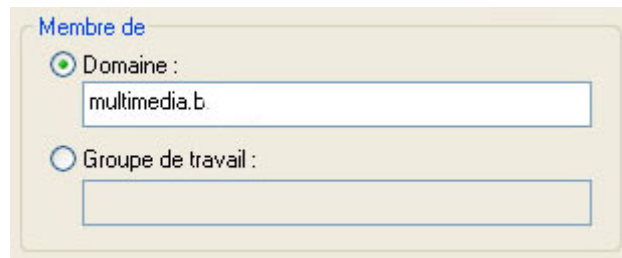 Membre de
Domaine :
multimedia.b
Groupe de travail :